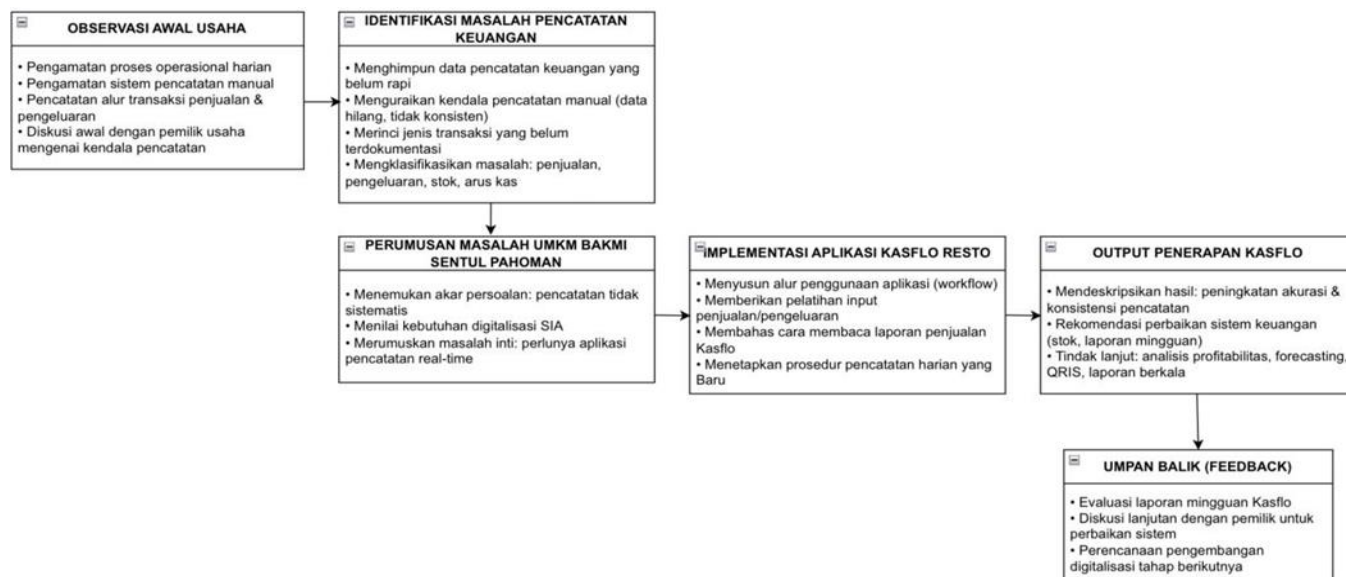 OBSERVASI AWAL USAHA
• Pengamatan proses operasional harian
• Pengamatan sistem pencatatan manual
• Pencatatan alur transaksi penjualan &
pengeluaran
• Diskusi awal dengan pemilik usaha
mengenai kendala pencatatan
IDENTIFIKASI MASALAH PENCATATAN
KEUANGAN
• Menghimpun data pencatatan keuangan yang
belum rapi
• Menguraikan kendala pencatatan manual (data
hilang, tidak konsisten)
• Merinci jenis transaksi yang belum
terdokumentasi
• Mengklasifikasikan masalah: penjualan,
pengeluaran, stok, arus kas
PERUMUSAN MASALAH UMKM BAKMI
SENTUL PAHOMAN
• Menemukan akar persoalan: pencatatan tidak
sistematis
• Menilai kebutuhan digitalisasi SIA
• Merumuskan masalah inti: perlunya aplikasi
pencatatan real-time
IMPLEMENTASI APLIKASI KASFLO RESTO
• Menyusun alur penggunaan aplikasi (workflow)
• Memberikan pelatihan input
penjualan/pengeluaran
• Membahas cara membaca laporan penjualan
Kasflo
• Menetapkan prosedur pencatatan harian yang
Baru
OUTPUT PENERAPAN KASFLO
• Mendeskripsikan hasil: peningkatan akurasi &
konsistensi pencatatan
• Rekomendasi perbaikan sistem keuangan
(stok, laporan mingguan)
• Tindak lanjut: analisis profitabilitas, forecasting,
QRIS, laporan berkala
UMPAN BALIK (FEEDBACK)
• Evaluasi laporan mingguan Kasflo
• Diskusi lanjutan dengan pemilik untuk
perbaikan sistem
• Perencanaan pengembangan
digitalisasi tahap berikutnya